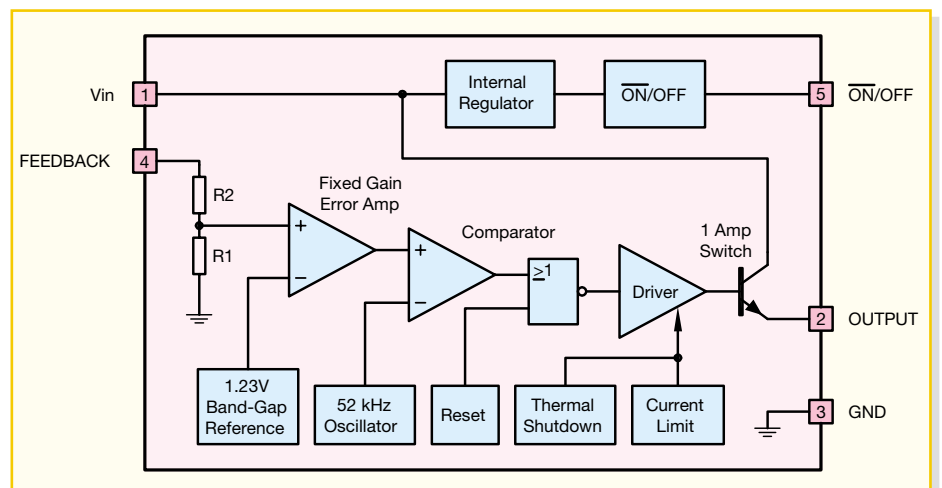 Vin
1
Internal
Regulator
O̅N̅/OFF
5
O̅N̅/OFF
FEEDBACK
4
R2
R1
Fixed Gain
Error Amp
+
−
Comparator
+
−
≥1
Driver
1 Amp
Switch
2
OUTPUT
1.23V
Band-Gap
Reference
52 kHz
Oscillator
Reset
Thermal
Shutdown
Current
Limit
3
GND